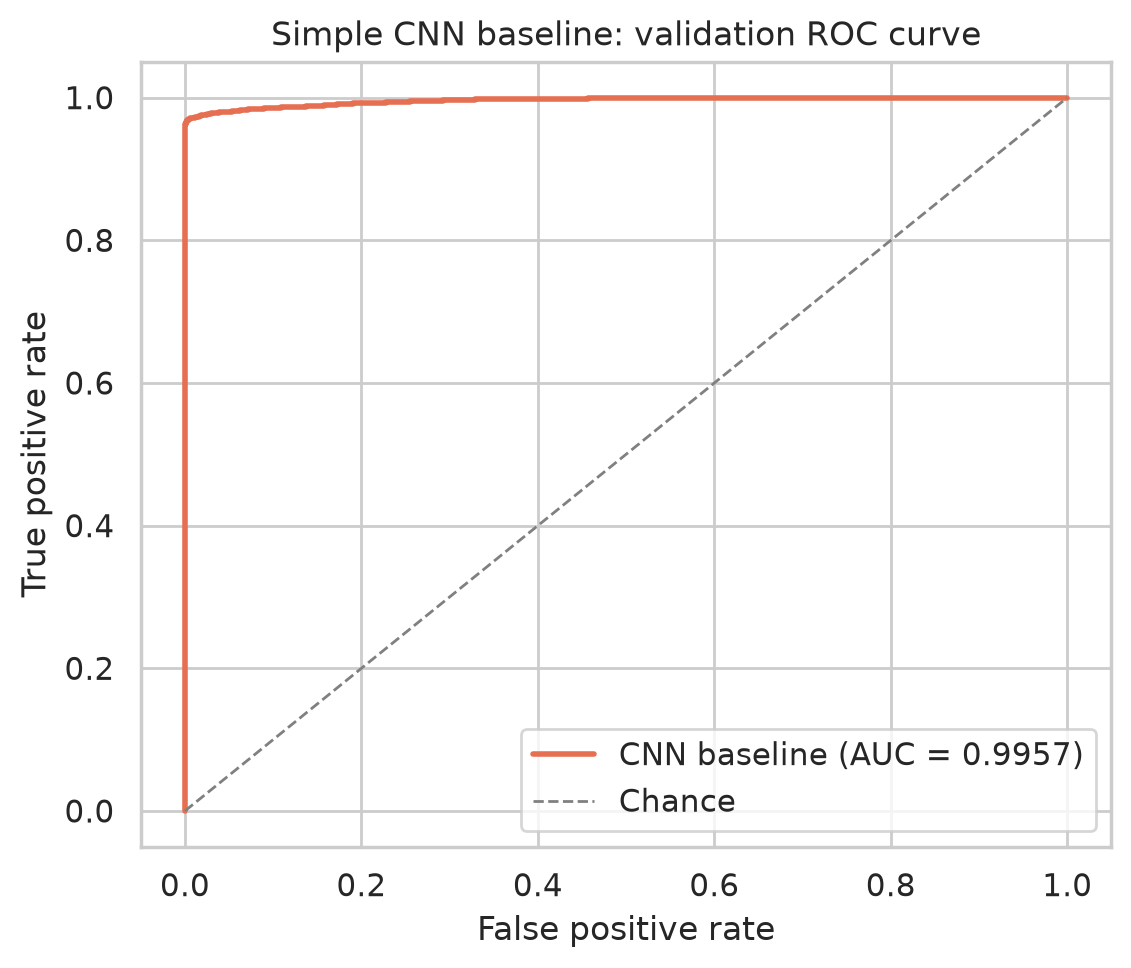 Simple CNN baseline: validation ROC curve
1.0
0.8
0.6
0.4
0.2
0.0
True positive rate
CNN baseline (AUC = 0.9957)
Chance
0.0 0.2 0.4 0.6 0.8 1.0
False positive rate